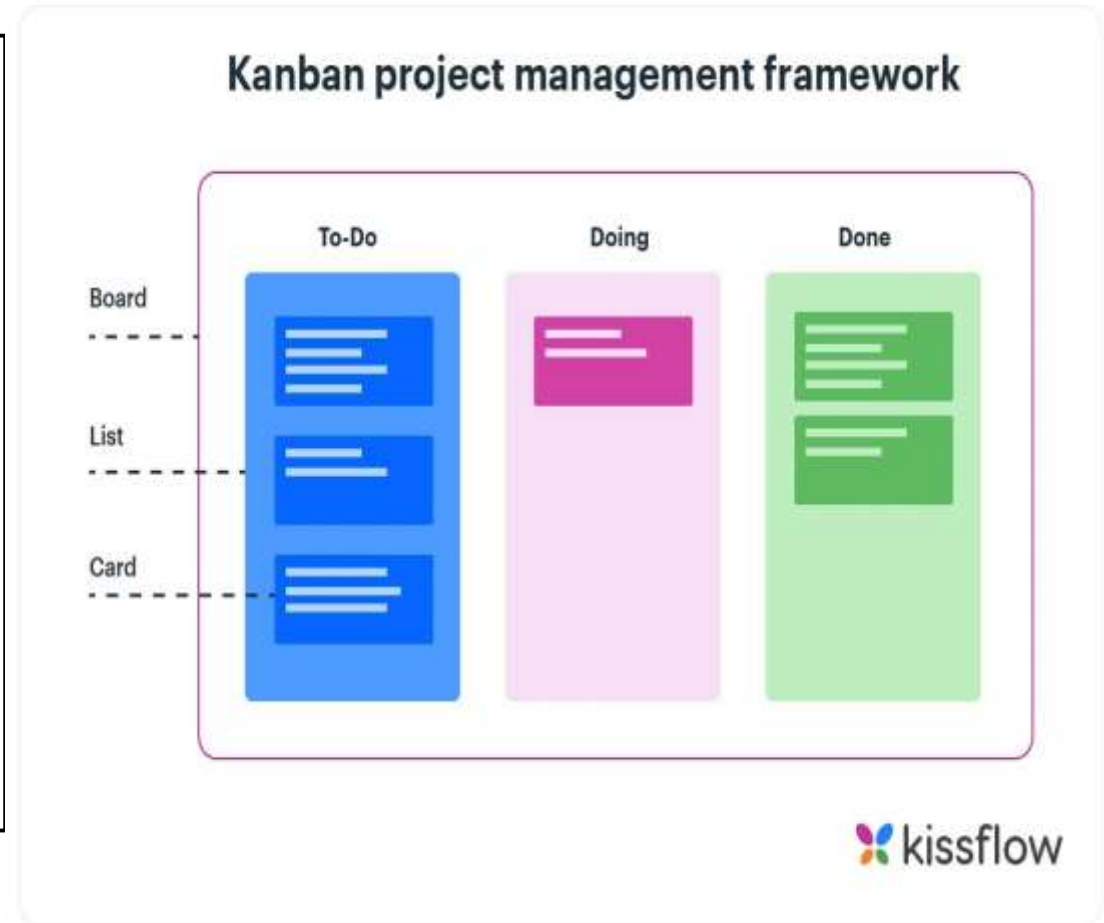 Kanban project management framework
To-Do
Doing
Done
Board
List
Card
kissflow